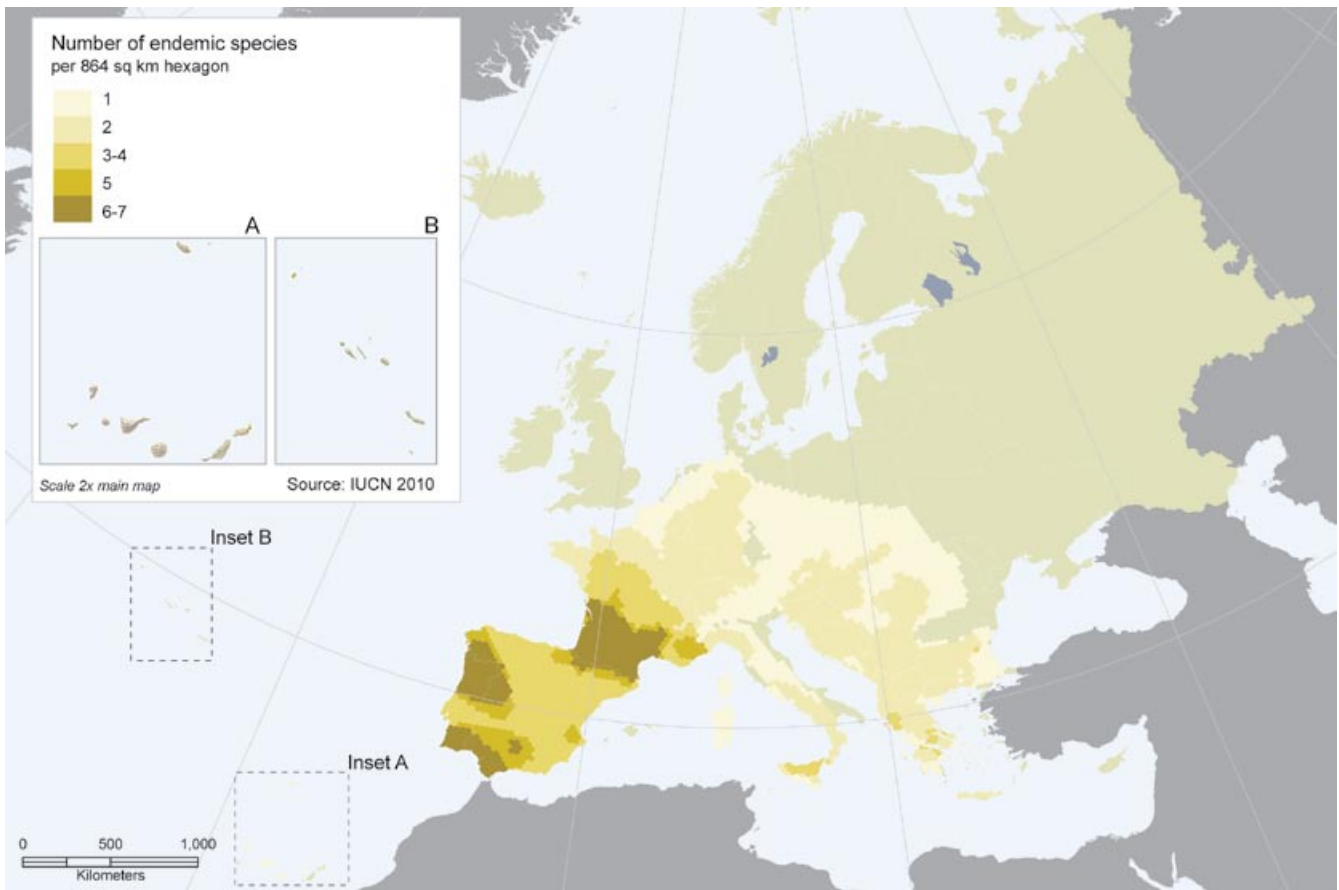 Number of endemic species
per 864 sq km hexagon
1
2
3-4
5
6-7
A
B
Scale 2x main map
Source: IUCN 2010
Inset B
Inset A
0 500 1,000
Kilometers